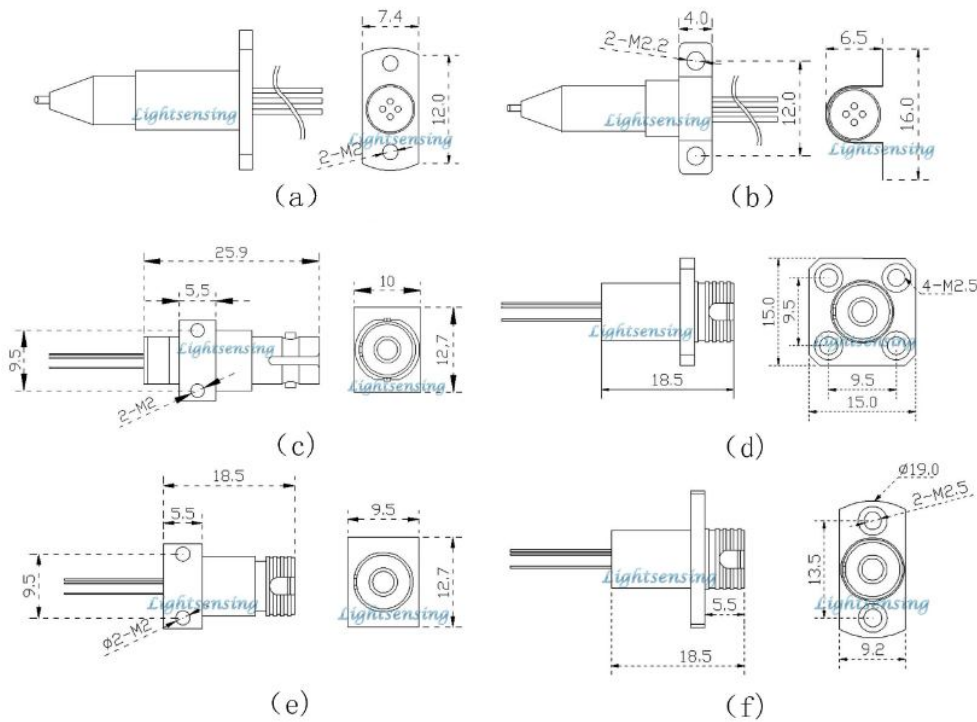 7.4
12.0
2-M2
Lightsensing
Lightsensing
(a)
4.0
2-M2.2
6.5
12.0
16.0
Lightsensing
Lightsensing
(b)
25.9
5,5
10
9.5
12.7
Lightsensing
Lightsensing
2-M2
(c)
4-M2.5
15.0
9.5
Lightsensing
Lightsensing
18.5
9.5
15.0
(d)
18.5
5.5
9.5
9.5
12.7
Lightsensing
Lightsensing
ø2-M2
(e)
ø19.0
2-M2.5
13.5
Lightsensing
Lightsensing
5.5
18.5
9.2
(f)